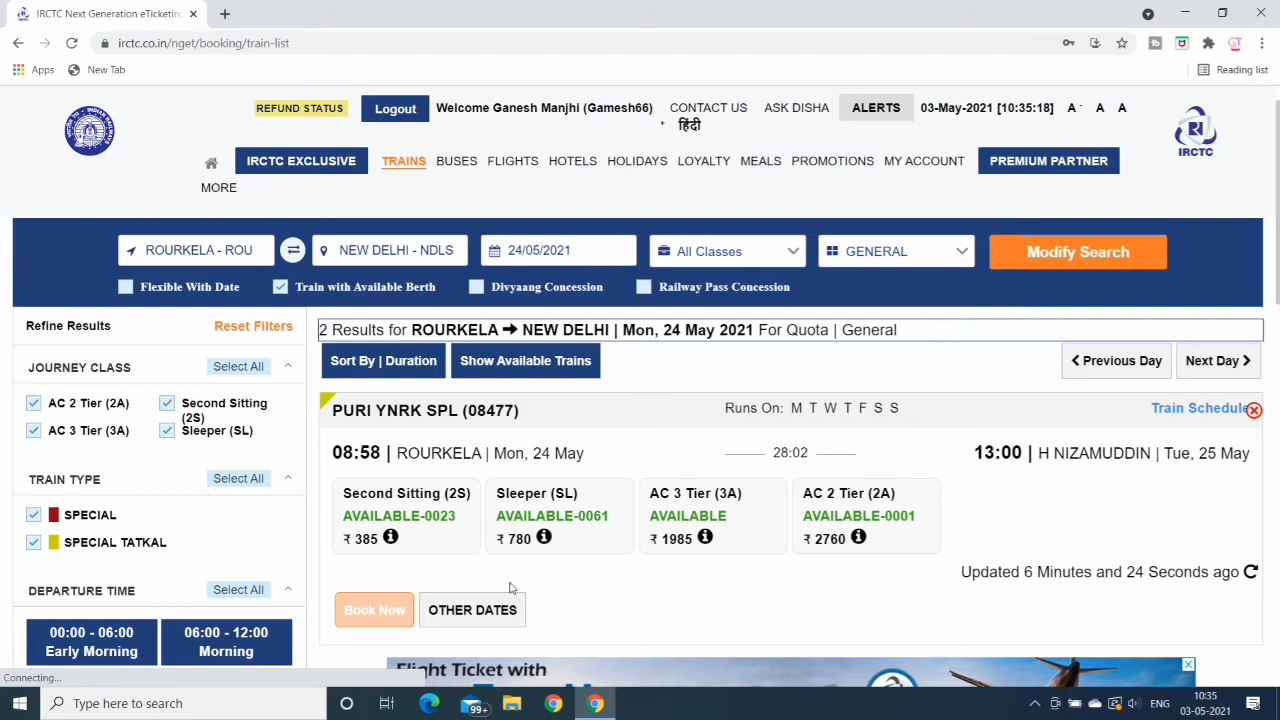 IRCTC Next Generation eTicketing
irctc.co.in/nget/booking/train-list
Apps New Tab Reading list
REFUND STATUS Logout Welcome Ganesh Manjhi (Gamesh66) CONTACT US ASK DISHA ALERTS 03-May-2021 [10:35:18] A- A A
हिंदी
IRCTC
IRCTC EXCLUSIVE TRAINS BUSES FLIGHTS HOTELS HOLIDAYS LOYALTY MEALS PROMOTIONS MY ACCOUNT PREMIUM PARTNER
MORE
ROURKELA - ROU NEW DELHI - NDLS 24/05/2021 All Classes GENERAL Modify Search
Flexible With Date Train with Available Berth Divyaang Concession Railway Pass Concession
Refine Results Reset Filters
2 Results for ROURKELA ➔ NEW DELHI | Mon, 24 May 2021 For Quota | General
Sort By | Duration Show Available Trains Previous Day Next Day
JOURNEY CLASS Select All
AC 2 Tier (2A) Second Sitting (2S)
AC 3 Tier (3A) Sleeper (SL)
TRAIN TYPE Select All
SPECIAL
SPECIAL TATKAL
DEPARTURE TIME Select All
00:00 - 06:00 06:00 - 12:00
Early Morning Morning
PURI YNRK SPL (08477) Runs On: M T W T F S S Train Schedule
08:58 | ROURKELA | Mon, 24 May 28:02 13:00 | H NIZAMUDDIN | Tue, 25 May
Second Sitting (2S) Sleeper (SL) AC 3 Tier (3A) AC 2 Tier (2A)
AVAILABLE-0023 AVAILABLE-0061 AVAILABLE AVAILABLE-0001
₹ 385 ₹ 780 ₹ 1985 ₹ 2760
Updated 6 Minutes and 24 Seconds ago
Book Now OTHER DATES
Flight Ticket with
Connecting...
Type here to search 99+ ENG 10:35
03-05-2021